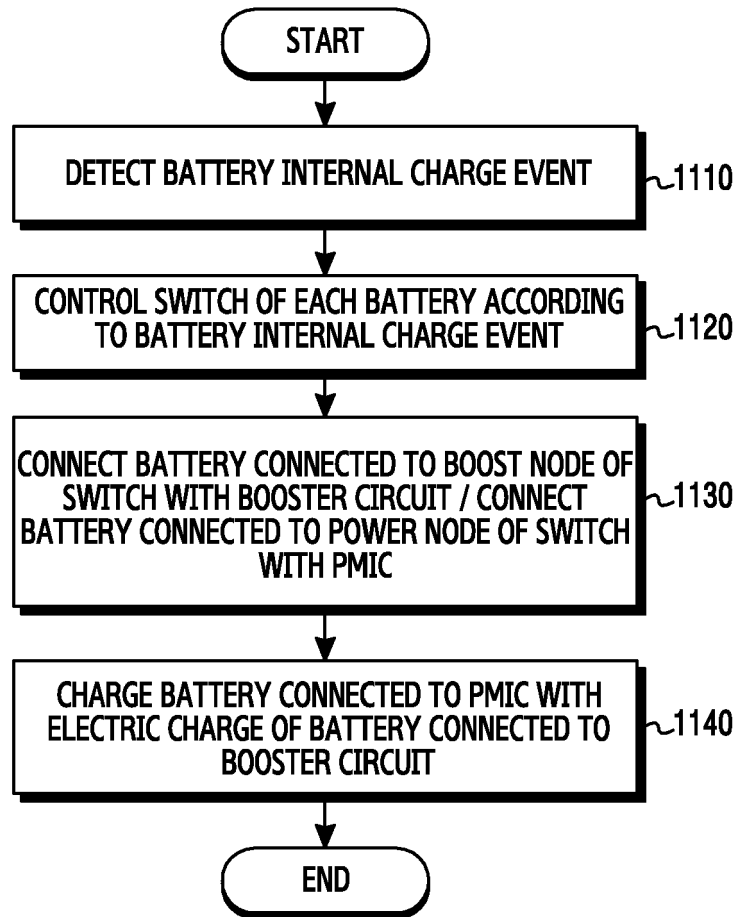 START
DETECT BATTERY INTERNAL CHARGE EVENT
1110
CONTROL SWITCH OF EACH BATTERY ACCORDING
TO BATTERY INTERNAL CHARGE EVENT
1120
CONNECT BATTERY CONNECTED TO BOOST NODE OF
SWITCH WITH BOOSTER CIRCUIT / CONNECT
BATTERY CONNECTED TO POWER NODE OF SWITCH
WITH PMIC
1130
CHARGE BATTERY CONNECTED TO PMIC WITH
ELECTRIC CHARGE OF BATTERY CONNECTED TO
BOOSTER CIRCUIT
1140
END